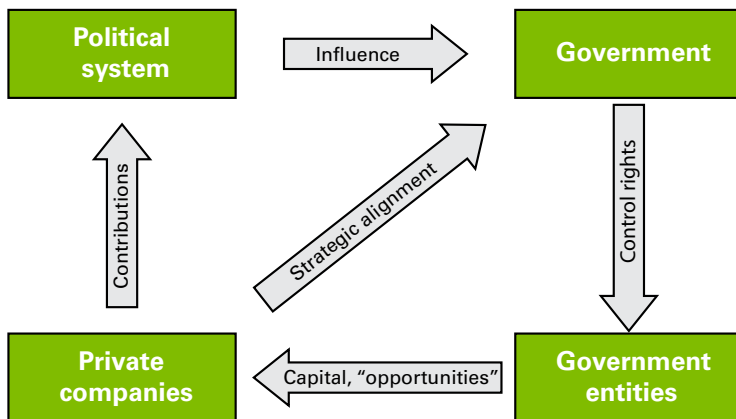 Political
system
Influence
Government
Contributions
Strategic alignment
Control rights
Private
companies
Capital, “opportunities”
Government
entities